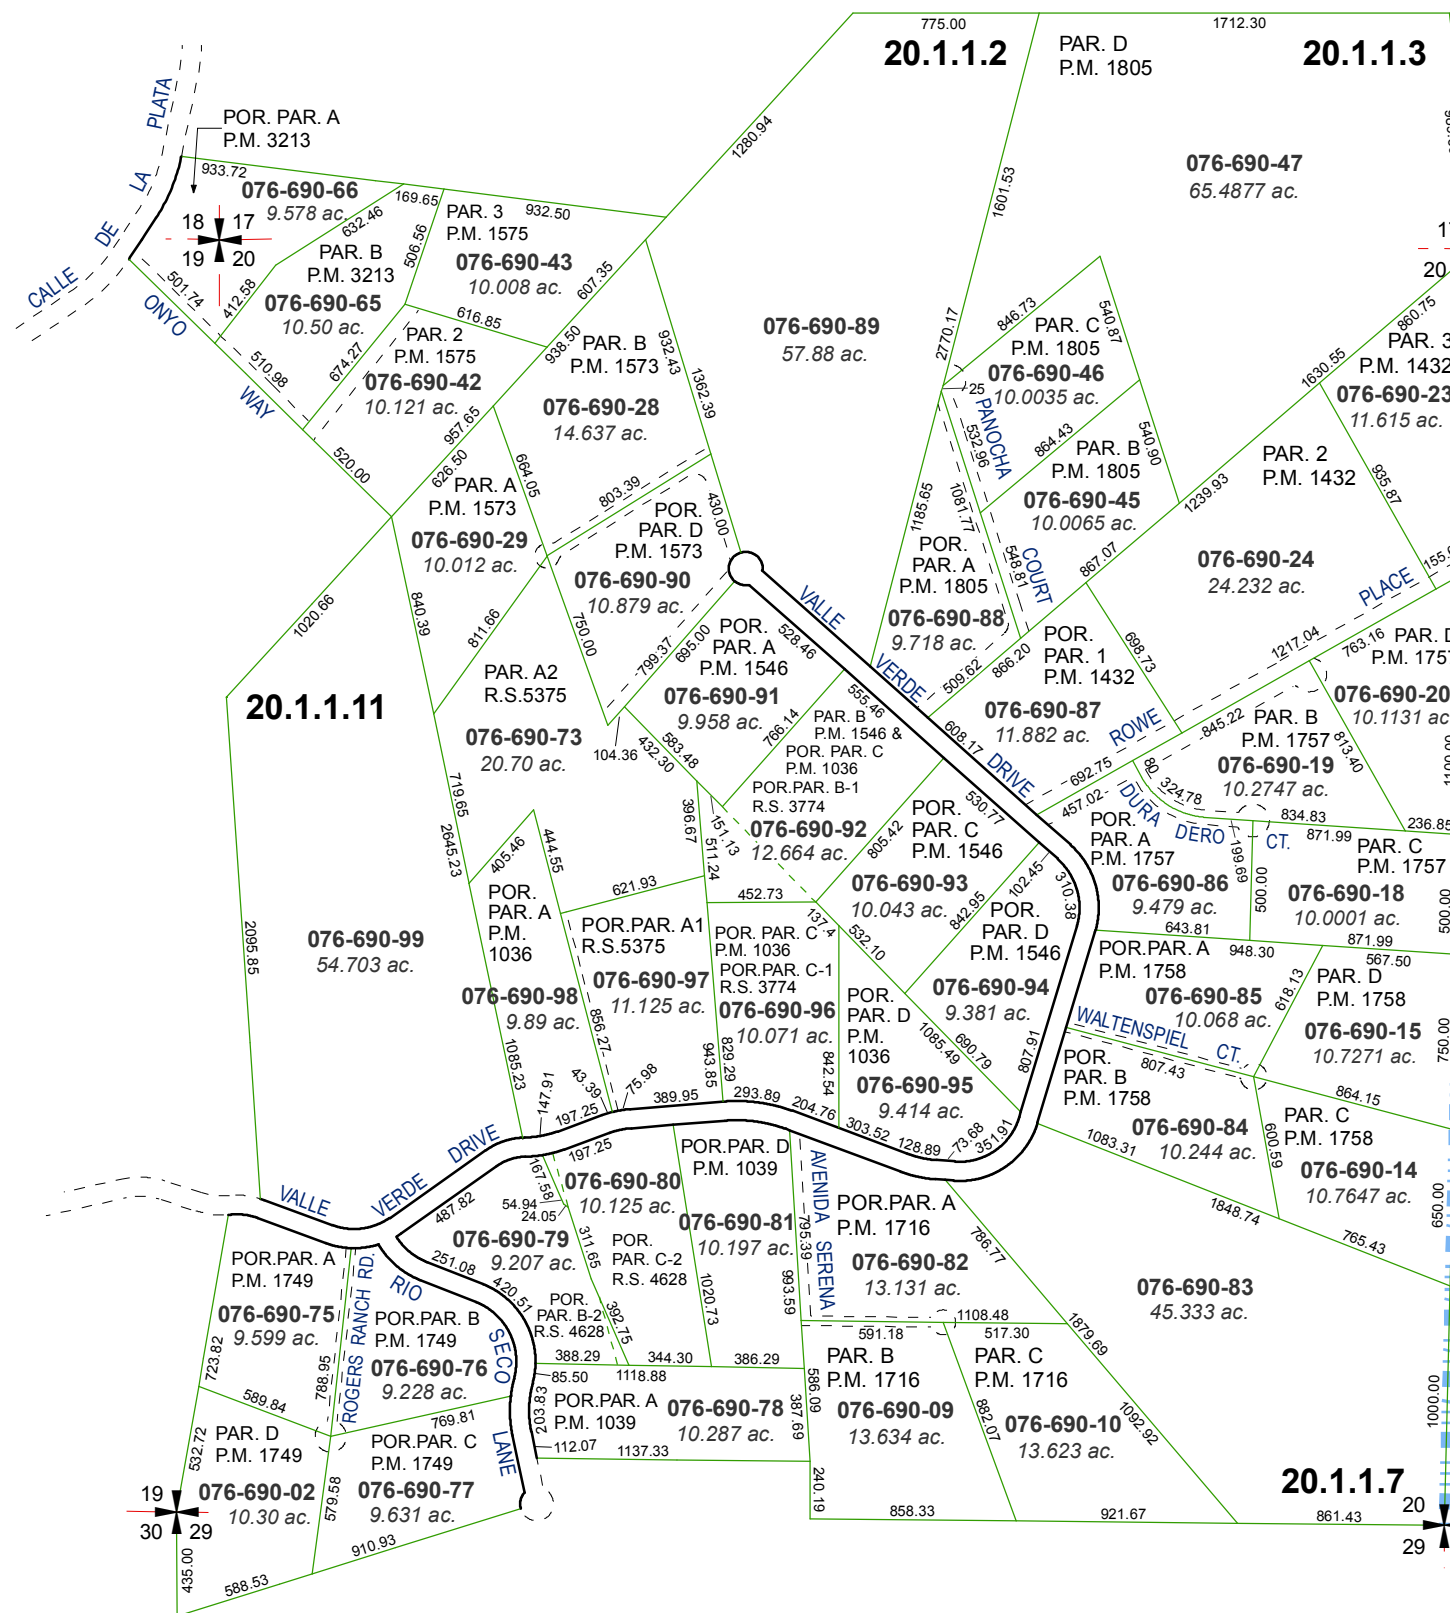 775.00
1712.30
20.1.1.2
PAR. D
P.M. 1805
20.1.1.3
CALLE DE LA PLATA
POR. PAR. A
P.M. 3213
1280.94
1601.53
076-690-47
65.4877 ac.
933.72
076-690-66
9.578 ac.
169.65
932.50
632.46
18 17
19 20
PAR. 3
P.M. 1575
506.56
076-690-43
10.008 ac.
PAR. B
P.M. 3213
076-690-65
10.50 ac.
412.58
501.74
ONYO WAY
510.98
607.35
616.85
938.50
PAR. 2
P.M. 1575
674.27
076-690-42
10.121 ac.
520.00
957.65
626.50
PAR. B
P.M. 1573
932.43
1362.39
076-690-28
14.637 ac.
076-690-89
57.88 ac.
2770.17
846.73
540.87
PAR. C
P.M. 1805
076-690-46
10.0035 ac.
25
PANOCHA COURT
532.96
864.43
540.90
PAR. B
P.M. 1805
076-690-45
10.0065 ac.
1081.77
548.81
17
20
860.75
1630.55
PAR. 3
P.M. 1432
076-690-23
11.615 ac.
935.87
PAR. 2
P.M. 1432
1239.93
867.07
076-690-24
24.232 ac.
664.05
803.39
430.00
PAR. A
P.M. 1573
076-690-29
10.012 ac.
POR.
PAR. D
P.M. 1573
076-690-90
10.879 ac.
1185.65
POR.
PAR. A
P.M. 1805
076-690-88
9.718 ac.
1020.66
840.39
811.66
750.00
799.37
695.00
VALLE VERDE DRIVE
528.46
POR.
PAR. A
P.M. 1546
076-690-91
9.958 ac.
509.62
866.20
POR.
PAR. 1
P.M. 1432
698.73
076-690-87
11.882 ac.
ROWE PLACE
1217.04
763.16
PAR. D
P.M. 1757
076-690-20
10.1131 ac
20.1.1.11
PAR. A2
R.S.5375
076-690-73
20.70 ac.
104.36
432.30
583.48
766.14
555.46
PAR. B
P.M. 1546 &
POR. PAR. C
P.M. 1036
POR.PAR. B-1
R.S. 3774
076-690-92
12.664 ac.
608.17
692.75
845.22
PAR. B
P.M. 1757
076-690-19
10.2747 ac.
813.40
1100.00
80
324.78
457.02
DURA DERO CT.
834.83
236.85
871.99
719.65
2645.23
405.46
444.55
396.67
511.24
151.13
805.42
530.77
POR.
PAR. C
P.M. 1546
076-690-93
10.043 ac.
102.45
310.38
842.95
POR.
PAR. A
P.M. 1757
076-690-86
9.479 ac.
199.69
500.00
PAR. C
P.M. 1757
076-690-18
10.0001 ac.
500.00
643.81
948.30
871.99
567.50
2095.85
076-690-99
54.703 ac.
POR.
PAR. A
P.M.
1036
621.93
POR.PAR. A1
R.S.5375
076-690-97
11.125 ac.
452.73
POR. PAR. C
P.M. 1036
POR.PAR. C-1
R.S. 3774
076-690-96
10.071 ac.
137.4
532.10
POR.
PAR. D
P.M. 1546
076-690-94
9.381 ac.
POR.PAR. A
P.M. 1758
076-690-85
10.068 ac.
618.13
PAR. D
P.M. 1758
076-690-15
10.7271 ac.
750.00
076-690-98
9.89 ac.
856.27
1085.23
829.29
943.85
842.54
POR.
PAR. D
P.M.
1036
1085.49
690.79
076-690-95
9.414 ac.
807.91
WALTENSPIEL CT.
807.43
864.15
POR.
PAR. B
P.M. 1758
076-690-84
10.244 ac.
600.59
PAR. C
P.M. 1758
076-690-14
10.7647 ac.
147.91
43.39
75.98
197.25
389.95
293.89
204.76
303.52
128.89
73.68
351.91
1083.31
1848.74
765.43
650.00
VALLE VERDE DRIVE
197.25
167.58
487.82
54.94
24.05
311.65
076-690-80
10.125 ac.
POR.
PAR. C-2
R.S. 4628
POR.PAR. D
P.M. 1039
076-690-81
10.197 ac.
AVENIDA SERENA
795.39
993.59
POR.PAR. A
P.M. 1716
076-690-82
13.131 ac.
786.77
076-690-83
45.333 ac.
POR.PAR. A
P.M. 1749
076-690-75
9.599 ac.
ROGERS RANCH RD.
723.82
788.95
076-690-79
9.207 ac.
251.08
420.51
RIO SECO LANE
POR.
PAR. B-2
R.S. 4628
392.75
1020.73
POR.PAR. B
P.M. 1749
076-690-76
9.228 ac.
388.29
344.30
386.29
85.50
1118.88
591.18
1108.48
517.30
1879.69
589.84
769.81
203.83
POR.PAR. A
P.M. 1039
076-690-78
10.287 ac.
387.69
586.09
PAR. B
P.M. 1716
076-690-09
13.634 ac.
PAR. C
P.M. 1716
882.07
076-690-10
13.623 ac.
1092.92
1000.00
532.72
PAR. D
P.M. 1749
076-690-02
10.30 ac.
579.58
POR.PAR. C
P.M. 1749
076-690-77
9.631 ac.
112.07
1137.33
240.19
20.1.1.7
19
30 29
435.00
588.53
910.93
858.33
921.67
861.43
20
29